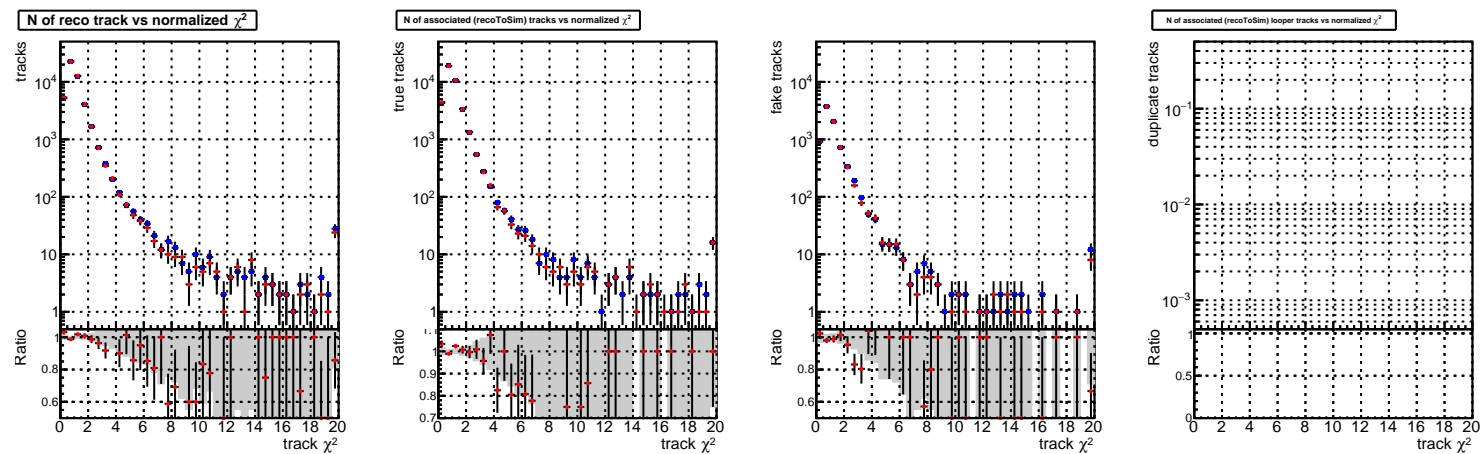 N of reco track vs normalized χ²
tracks
10⁴
10³
10²
10
1
Ratio
0.8
0.6
0 2 4 6 8 10 12 14 16 18 20
track χ²
N of associated (recoToSim) tracks vs normalized χ²
true tracks
10⁴
10³
10²
10
1
Ratio
0.9
0.8
0.7
0 2 4 6 8 10 12 14 16 18 20
track χ²
fake tracks
10⁴
10³
10²
10
1
Ratio
0.8
0.6
0 2 4 6 8 10 12 14 16 18 20
track χ²
N of associated (recoToSim) looper tracks vs normalized χ²
duplicate tracks
10⁻¹
10⁻²
10⁻³
Ratio
1
0.5
0
0 2 4 6 8 10 12 14 16 18 20
track χ²